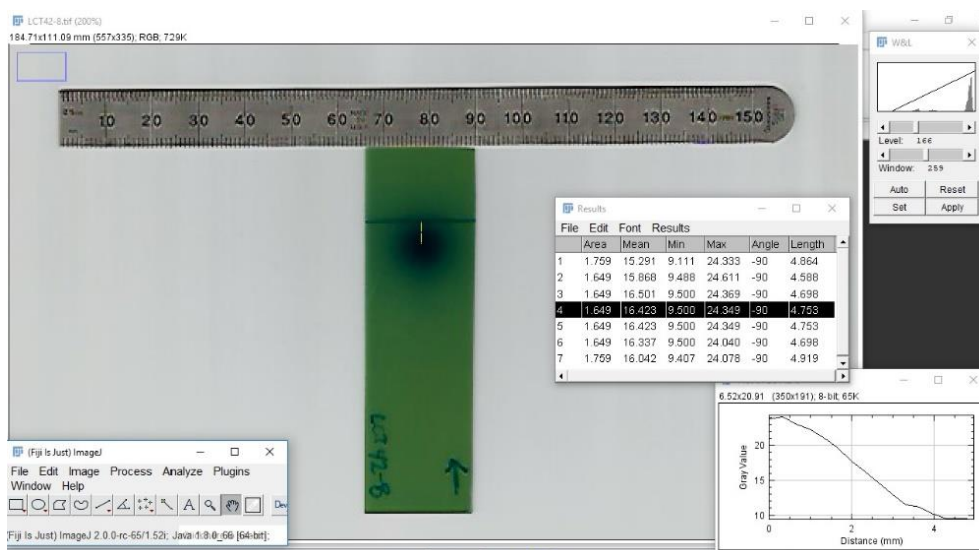 LCT42-8.tif (200%)
184.71x111.09 mm (557x335); RGB; 729K
10 20 30 40 50 60 70 80 90 100 110 120 130 140 150
MADE
LCT42-8
W&L
Level: 166
Window: 259
Auto Reset
Set Apply
Results
File Edit Font Results
Area Mean Min Max Angle Length
1 1.759 15.291 9.111 24.333 -90 4.864
2 1.649 15.868 9.488 24.611 -90 4.588
3 1.649 16.501 9.500 24.369 -90 4.698
4 1.649 16.423 9.500 24.349 -90 4.753
5 1.649 16.423 9.500 24.349 -90 4.753
6 1.649 16.337 9.500 24.040 -90 4.698
7 1.759 16.042 9.407 24.078 -90 4.919
6.52x20.91 (350x191); 8-bit; 65K
Gray Value
20
15
10
0 2 4
Distance (mm)
(Fiji Is Just) ImageJ
File Edit Image Process Analyze Plugins
Window Help
A Dev
(Fiji Is Just) ImageJ 2.0.0-rc-65/1.52i; Java 1.8.0_66 [64-bit];